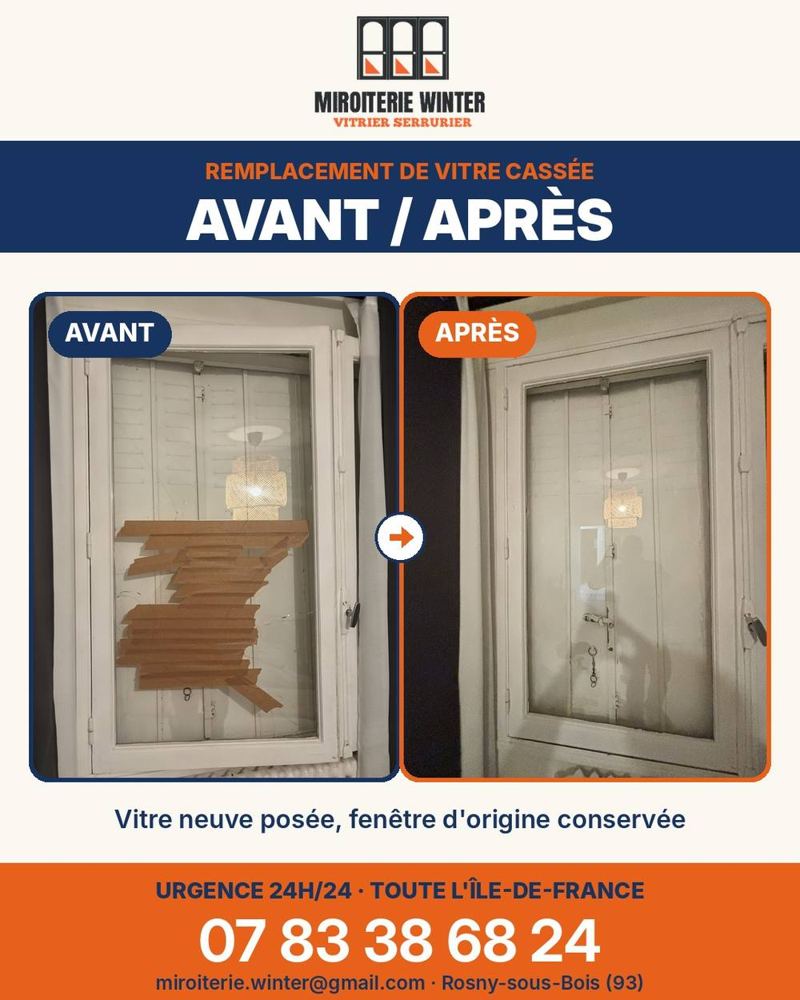 MIROITERIE WINTER
VITRIER SERRURIER
REMPLACEMENT DE VITRE CASSÉE
AVANT / APRÈS
AVANT
APRÈS
Vitre neuve posée, fenêtre d'origine conservée
URGENCE 24H/24 · TOUTE L'ÎLE-DE-FRANCE
07 83 38 68 24
miroiterie.winter@gmail.com · Rosny-sous-Bois (93)